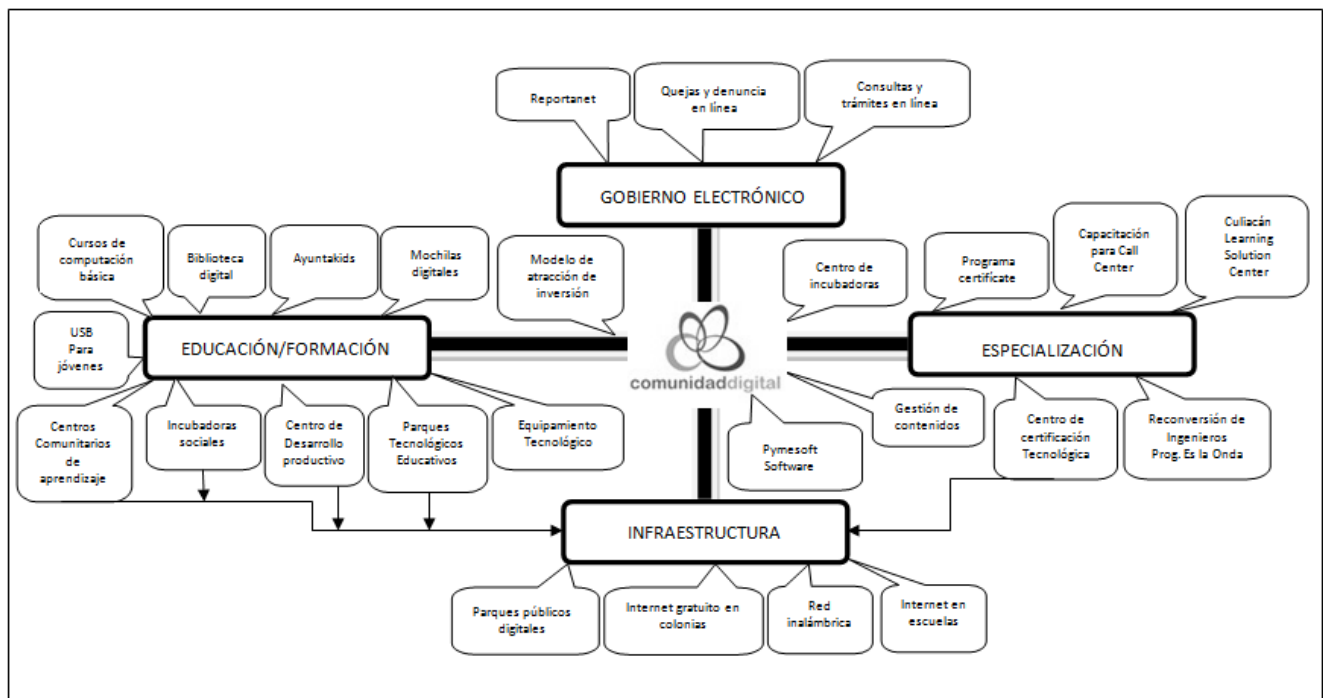 Reportanet
Quejas y denuncia
en línea
Consultas y
trámites en línea
GOBIERNO ELECTRÓNICO
Cursos de
computación
básica
Biblioteca
digital
Ayuntakids
Mochilas
digitales
Modelo de
atracción de
inversión
Centro de
incubadoras
Programa
certifícate
Capacitación
para Call
Center
Culiacán
Learning
Solution
Center
USB
Para
jóvenes
EDUCACIÓN/FORMACIÓN
comunidaddigital
ESPECIALIZACIÓN
Centros
Comunitarios
de
aprendizaje
Incubadoras
sociales
Centro de
Desarrollo
productivo
Parques
Tecnológicos
Educativos
Equipamiento
Tecnológico
Pymesoft
Software
Gestión de
contenidos
Centro de
certificación
Tecnológica
Reconversión de
Ingenieros
Prog. Es la Onda
INFRAESTRUCTURA
Parques públicos
digitales
Internet gratuito en
colonias
Red
inalámbrica
Internet en
escuelas